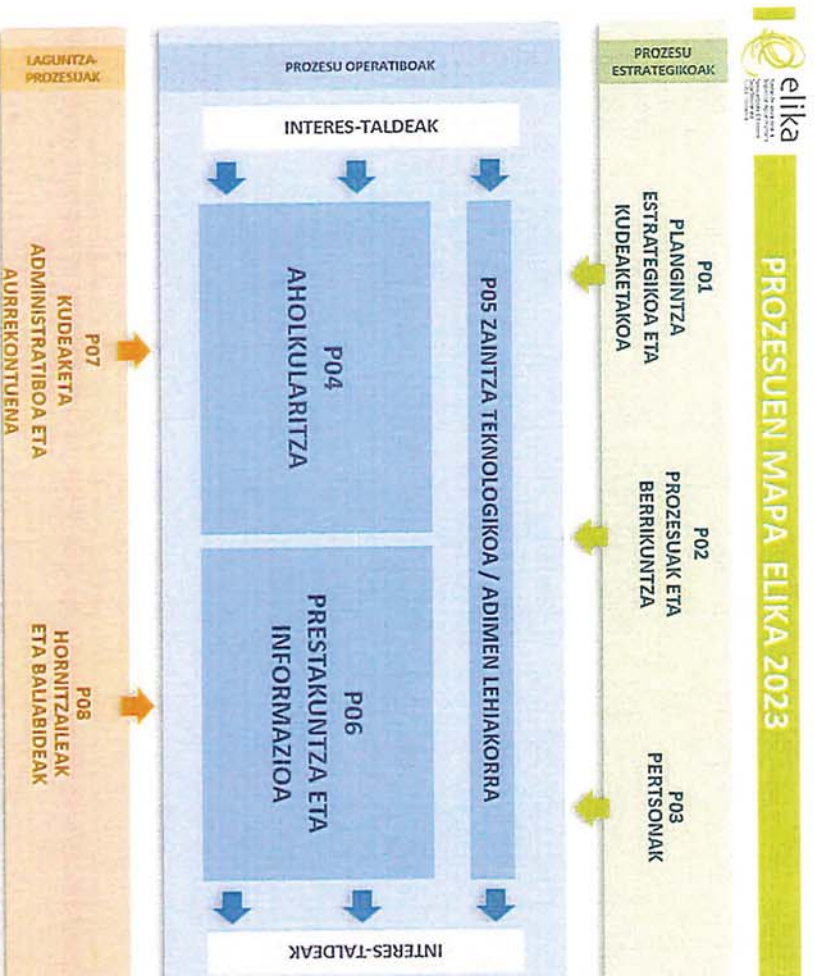 elika
PROZESUEN MAPA ELIKA 2023
PROZESU
ESTRATEGIKOAK
P01
PLANGINTZA
ESTRATEGIKOA ETA
KUDEAKETAKOA
P02
PROZESUAK ETA
BERRIKUNTZA
P03
PERTSONAK
PROZESU OPERATIBOAK
INTERES-TALDEAK
P05 ZAINTZA TEKNOLOGIKOA / ADIMEN LEHIAKORRA
P04
AHOLKULARITZA
P06
PRESTAKUNTZA ETA
INFORMAZIOA
INTERES-TALDEAK
LAGUNTZA-
PROZESUAK
P07
KUDEAKETA
ADMINISTRATIBOA ETA
AURREKONTUENA
P08
HORNITZAILEAK
ETA BALIABIDEAK